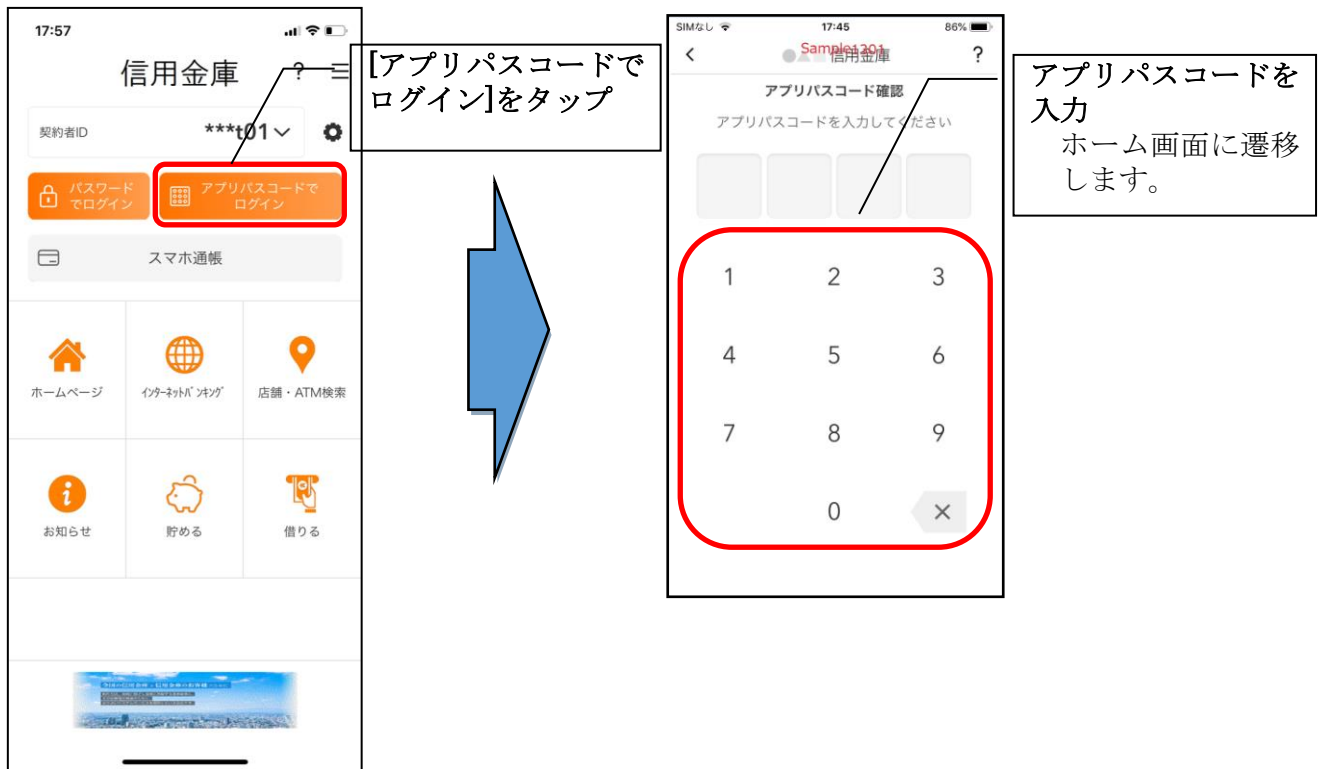 17:57
信用金庫
?
契約者ID
***t01
パスワード
でログイン
アプリパスコードで
ログイン
スマホ通帳
ホームページ
インターネットバンキング
店舗・ATM検索
お知らせ
貯める
借りる
[アプリパスコードで
ログイン]をタップ
SIMなし
17:45
86%
Sample1201
信用金庫
?
アプリパスコード確認
アプリパスコードを入力してください
1 2 3
4 5 6
7 8 9
0
アプリパスコードを
入力
ホーム画面に遷移
します。